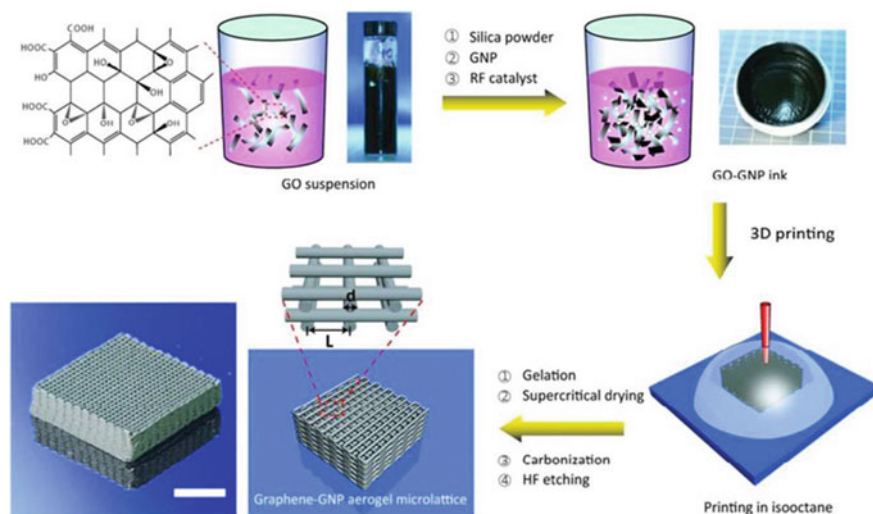 COOH
HOOC
HO
O
OH
OH
O
O
OH
HOOC
HOOC
OH
OH
GO suspension
① Silica powder
② GNP
③ RF catalyst
GO-GNP ink
3D printing
d
L
① Gelation
② Supercritical drying
③ Carbonization
④ HF etching
Graphene-GNP aerogel microlattice
Printing in isooctane